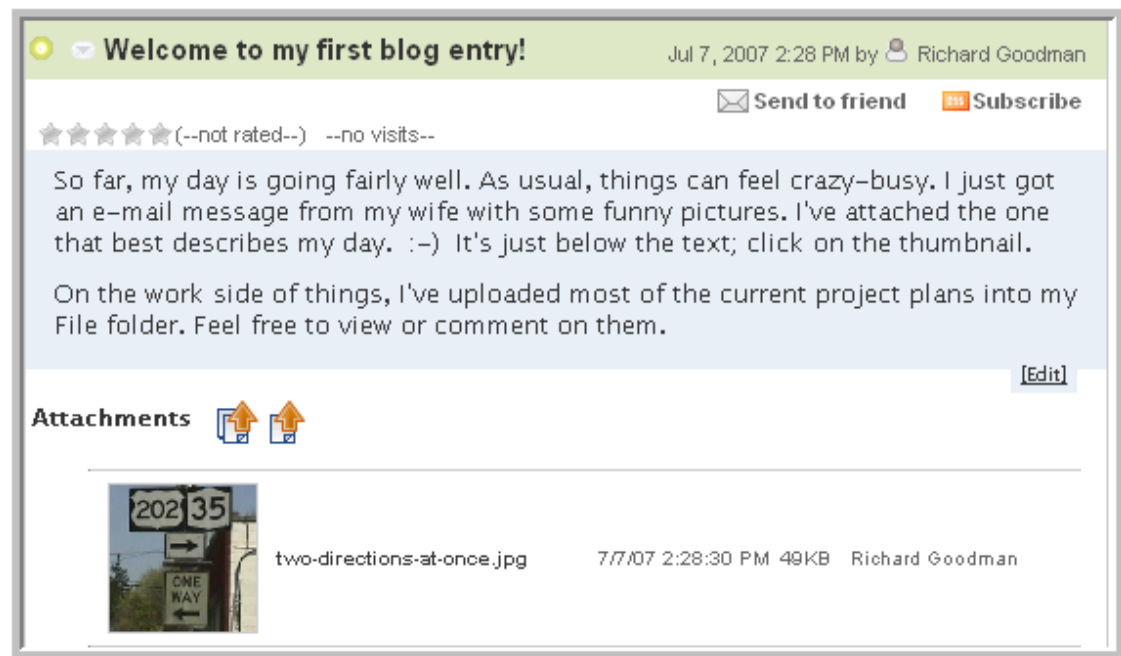 Welcome to my first blog entry! Jul 7, 2007 2:28 PM by Richard Goodman
Send to friend RSS Subscribe
(--not rated--) --no visits--
So far, my day is going fairly well. As usual, things can feel crazy-busy. I just got
an e-mail message from my wife with some funny pictures. I've attached the one
that best describes my day. :-) It's just below the text; click on the thumbnail.
On the work side of things, I've uploaded most of the current project plans into my
File folder. Feel free to view or comment on them.
[Edit]
Attachments
202 35
ONE
WAY
two-directions-at-once.jpg 7/7/07 2:28:30 PM 49KB Richard Goodman